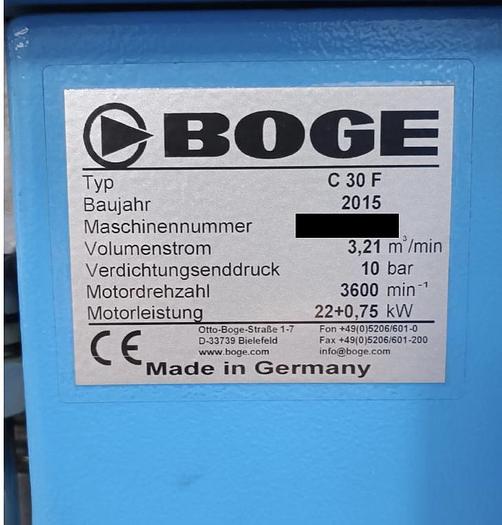 BOGE
Typ C 30 F
Baujahr 2015
Maschinennummer
Volumenstrom 3,21 m³/min
Verdichtungsenddruck 10 bar
Motordrehzahl 3600 min⁻¹
Motorleistung 22+0,75 kW
Otto-Boge-Straße 1-7 Fon +49(0)5206/601-0
D-33739 Bielefeld Fax +49(0)5206/601-200
www.boge.com info@boge.com
CE
Made in Germany